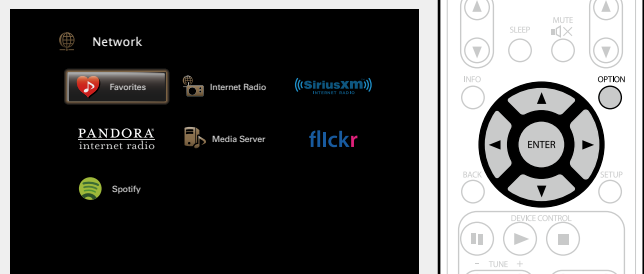 Network
Favorites
Internet Radio
((SiriusXM))
INTERNET RADIO
PANDORA
internet radio
Media Server
flickr
Spotify
SLEEP
MUTE
INFO
OPTION
ENTER
BACK
SETUP
DEVICE CONTROL
- TUNE +